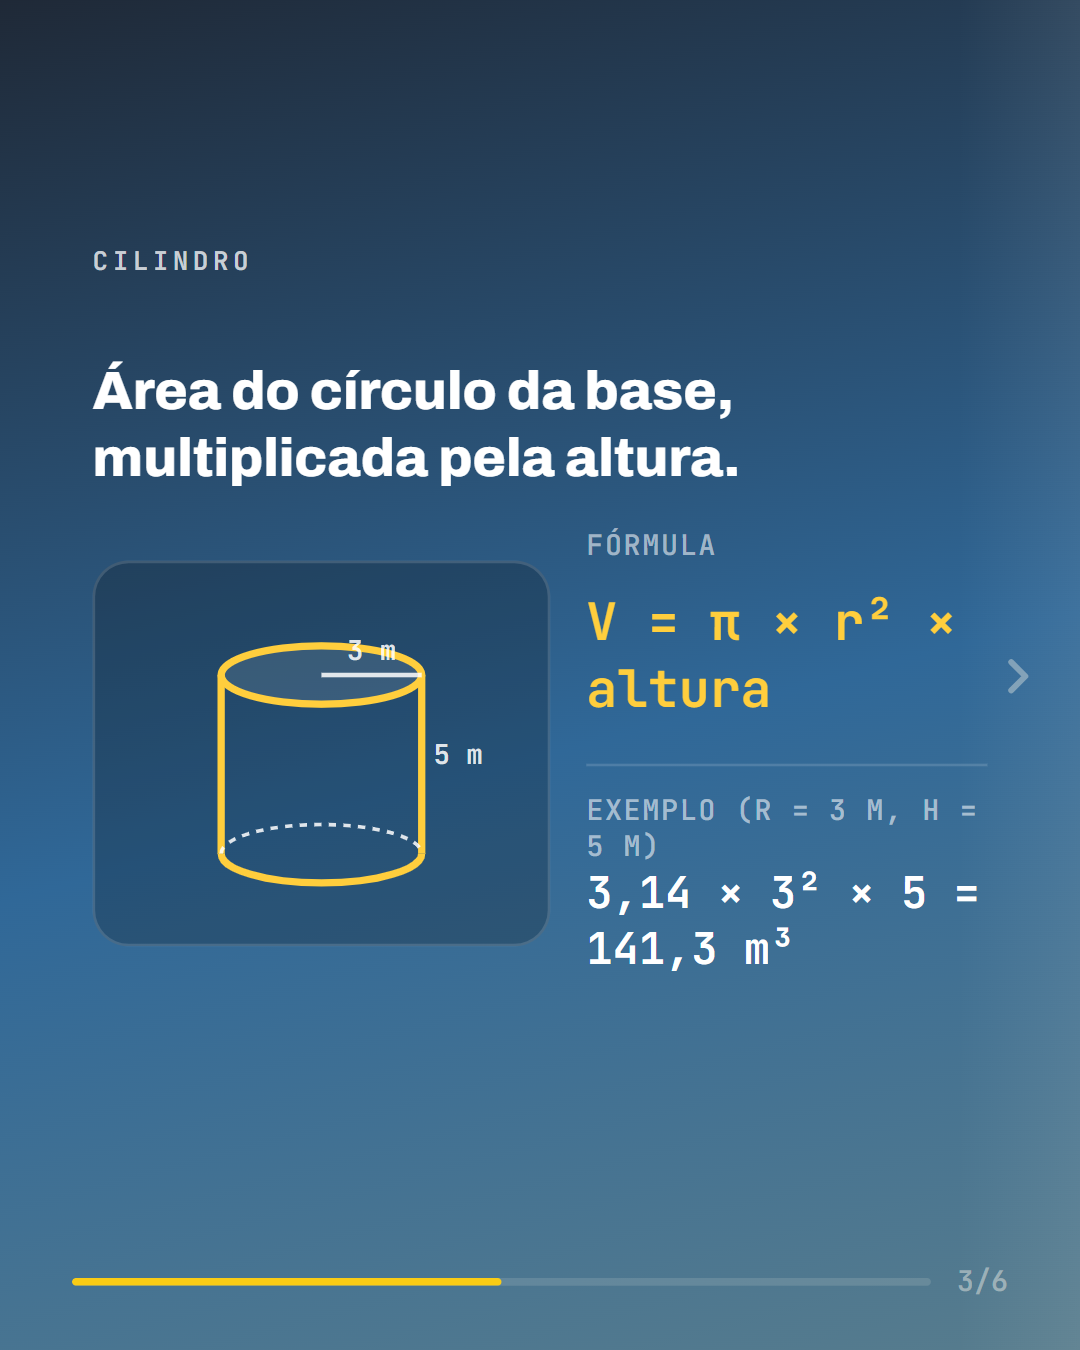 CILINDRO
Área do círculo da base,
multiplicada pela altura.
3 m
5 m
FÓRMULA
V = π × r² ×
altura
EXEMPLO (R = 3 M, H =
5 M)
3,14 × 3² × 5 =
141,3 m³
3/6